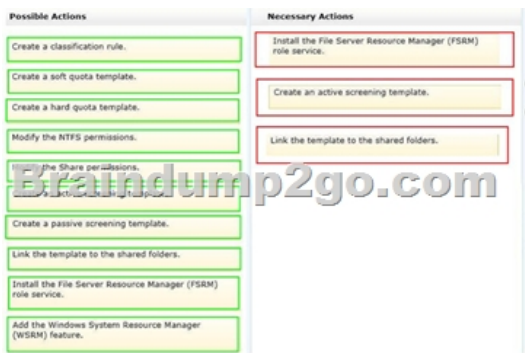 Possible Actions
Create a classification rule.
Create a soft quota template.
Create a hard quota template.
Modify the NTFS permissions.
the Share permissions.
Create a passive screening template.
Link the template to the shared folders.
Install the File Server Resource Manager (FSRM)
role service.
Add the Windows System Resource Manager
(WSRM) feature.
Necessary Actions
Install the File Server Resource Manager (FSRM)
role service.
Create an active screening template.
Link the template to the shared folders.
Braindump2go.com